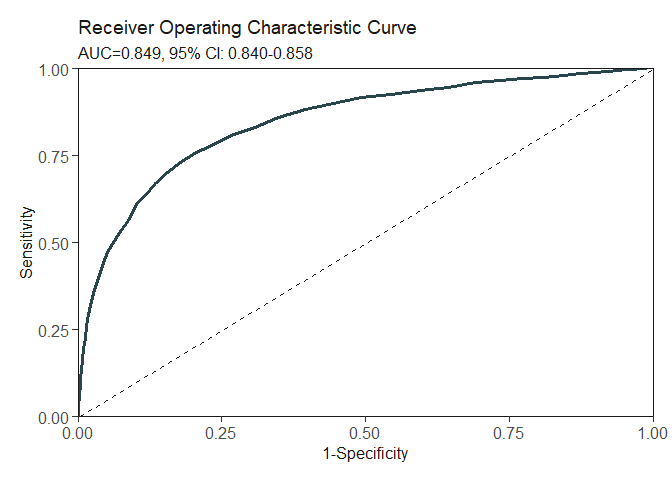 Receiver Operating Characteristic Curve
AUC=0.849, 95% CI: 0.840-0.858
1.00
0.75
Sensitivity
0.50
0.25
0.00
0.00 0.25 0.50 0.75 1.00
1-Specificity